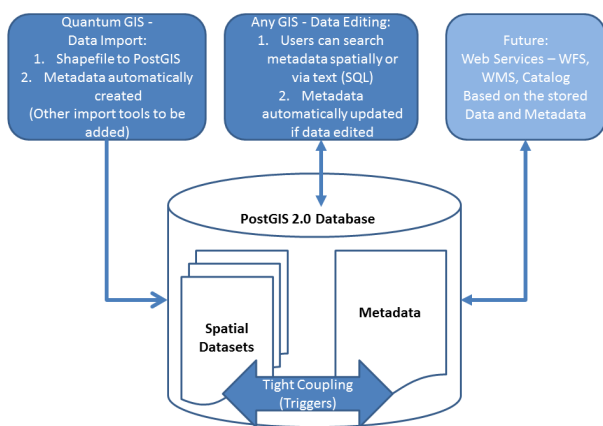 Quantum GIS -
Data Import:
1. Shapefile to PostGIS
2. Metadata automatically
created
(Other import tools to be
added)
Any GIS - Data Editing:
1. Users can search
metadata spatially or
via text (SQL)
2. Metadata
automatically updated
if data edited
Future:
Web Services – WFS,
WMS, Catalog
Based on the stored
Data and Metadata
PostGIS 2.0 Database
Spatial
Datasets
Metadata
Tight Coupling
(Triggers)